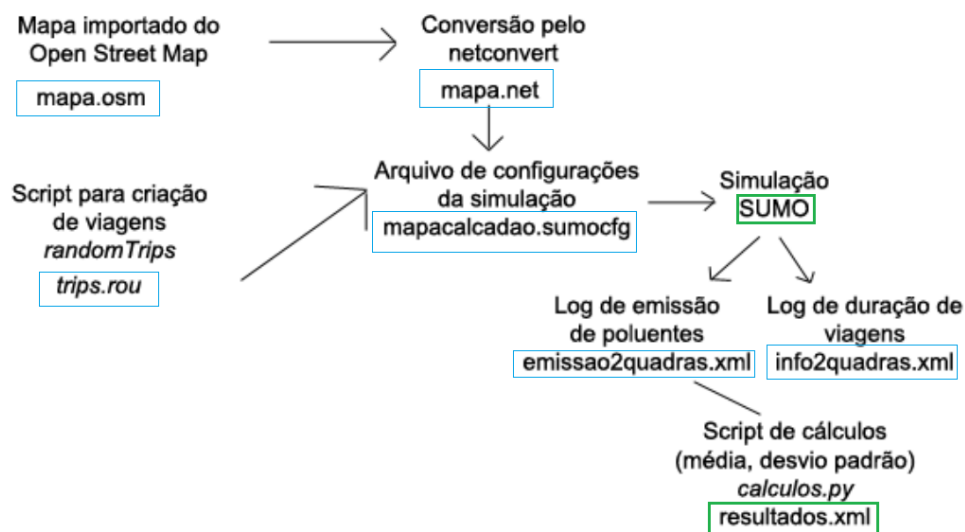 Mapa importado do
Open Street Map
mapa.osm
Conversão pelo
netconvert
mapa.net
Script para criação
de viagens
randomTrips
trips.rou
Arquivo de configurações
da simulação
mapacalcadao.sumocfg
Simulação
SUMO
Log de emissão
de poluentes
emissao2quadras.xml
Log de duração de
viagens
info2quadras.xml
Script de cálculos
(média, desvio padrão)
calculos.py
resultados.xml